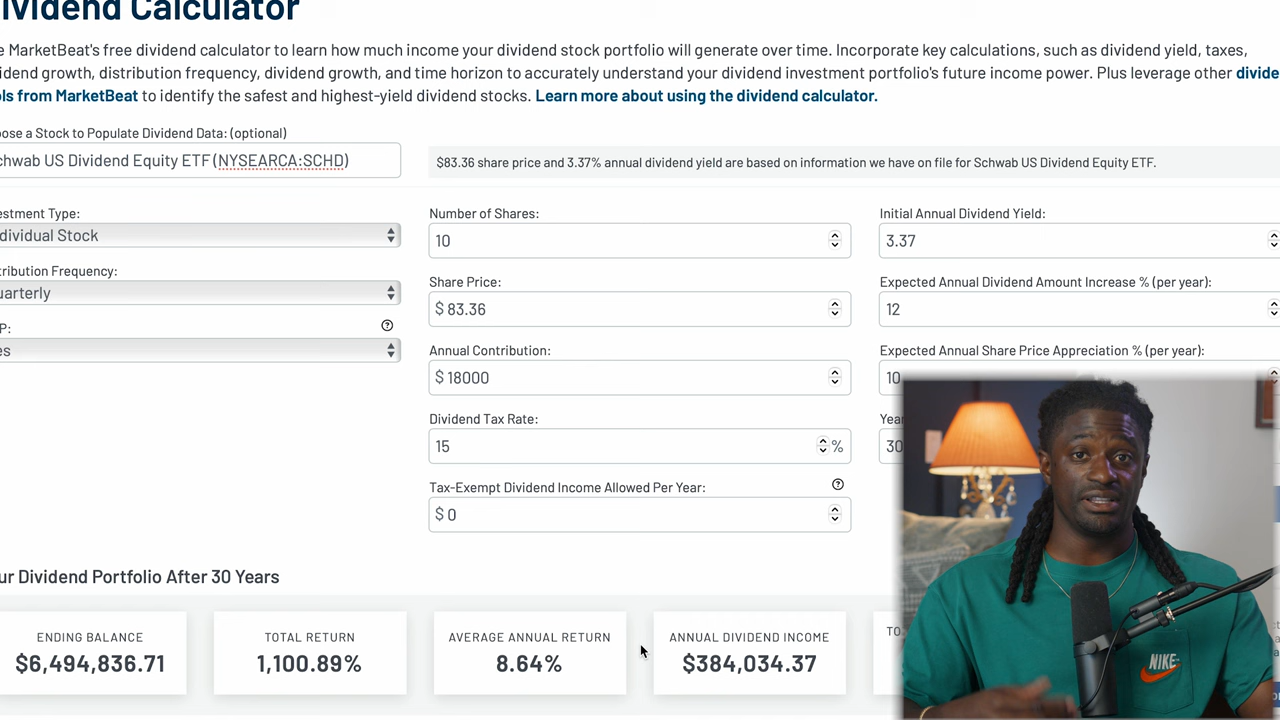 ividend Calculator
e MarketBeat's free dividend calculator to learn how much income your dividend stock portfolio will generate over time. Incorporate key calculations, such as dividend yield, taxes,
idend growth, distribution frequency, dividend growth, and time horizon to accurately understand your dividend investment portfolio's future income power. Plus leverage other divide
ols from MarketBeat to identify the safest and highest-yield dividend stocks. Learn more about using the dividend calculator.
oose a Stock to Populate Dividend Data: (optional)
chwab US Dividend Equity ETF (NYSEARCA:SCHD)
$83.36 share price and 3.37% annual dividend yield are based on information we have on file for Schwab US Dividend Equity ETF.
estment Type:
dividual Stock
tribution Frequency:
uarterly
P:
es
Number of Shares:
10
Share Price:
$ 83.36
Annual Contribution:
$ 18000
Dividend Tax Rate:
15 %
Tax-Exempt Dividend Income Allowed Per Year:
$ 0
Initial Annual Dividend Yield:
3.37
Expected Annual Dividend Amount Increase % (per year):
12
Expected Annual Share Price Appreciation % (per year):
10
Yea
30
ur Dividend Portfolio After 30 Years
ENDING BALANCE
$6,494,836.71
TOTAL RETURN
1,100.89%
AVERAGE ANNUAL RETURN
8.64%
ANNUAL DIVIDEND INCOME
$384,034.37
TO
NIKE